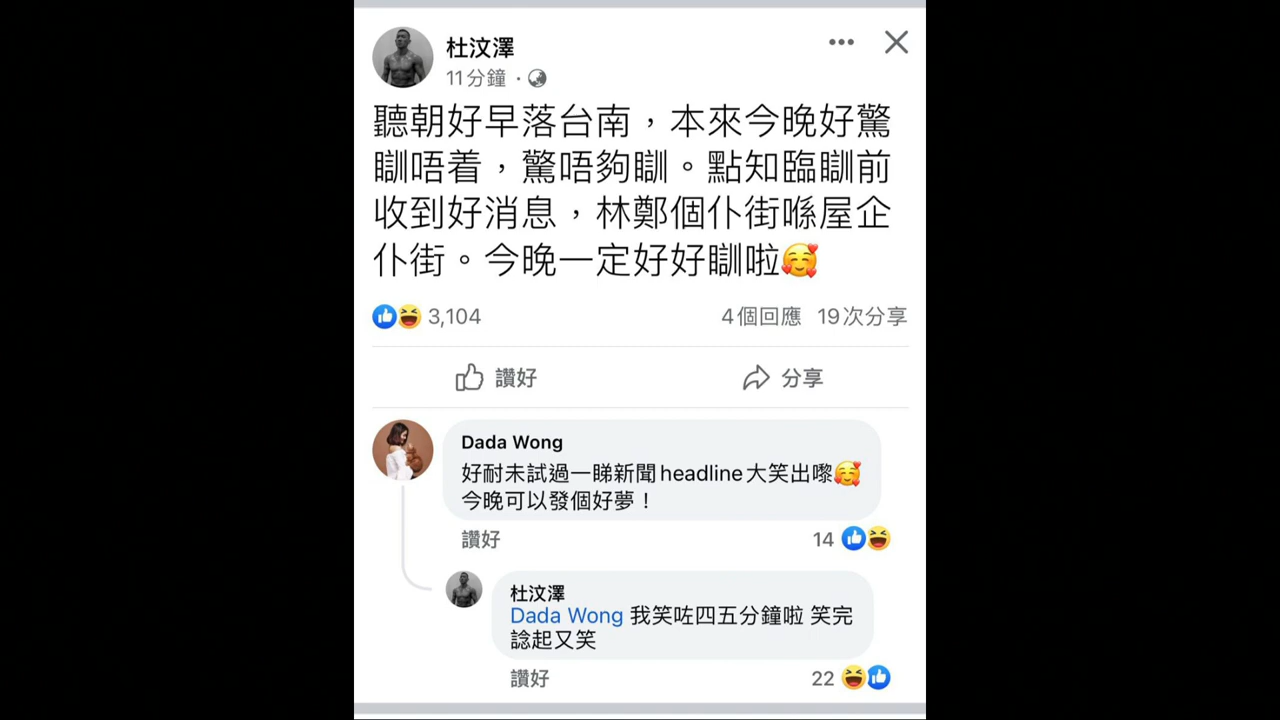 杜汶澤
11分鐘 ·
聽朝好早落台南，本來今晚好驚
瞓唔着，驚唔夠瞓。點知臨瞓前
收到好消息，林鄭個仆街喺屋企
仆街。今晚一定好好瞓啦🥰
3,104
4個回應 19次分享
讚好
分享
Dada Wong
好耐未試過一睇新聞headline大笑出嚟🥰
今晚可以發個好夢！
讚好
14
杜汶澤
Dada Wong 我笑咗四五分鐘啦 笑完
諗起又笑
讚好
22